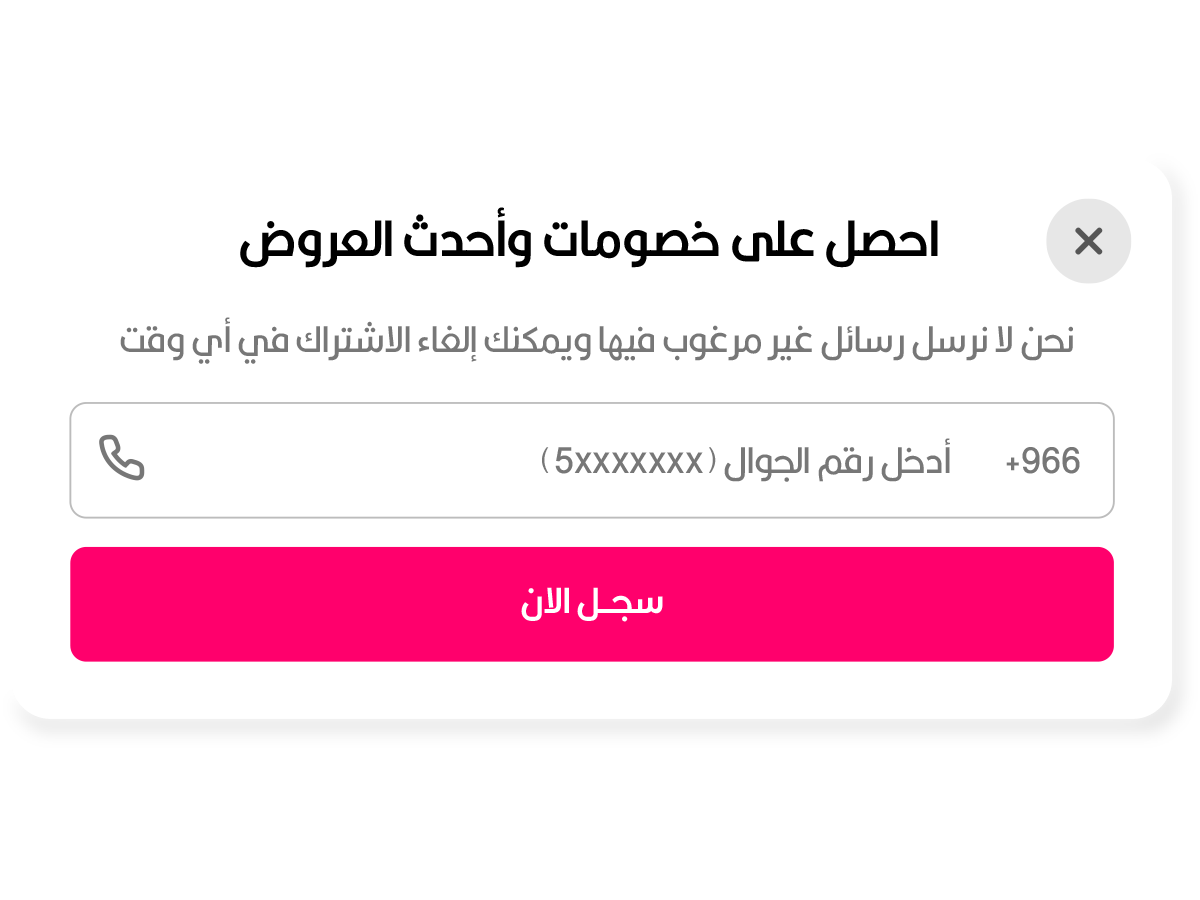 احصل على خصومات وأحدث العروض
نحن لا نرسل رسائل غير مرغوب فيها ويمكنك إلغاء الاشتراك في أي وقت
+966 أدخل رقم الجوال (5xxxxxxx)
سجـل الان